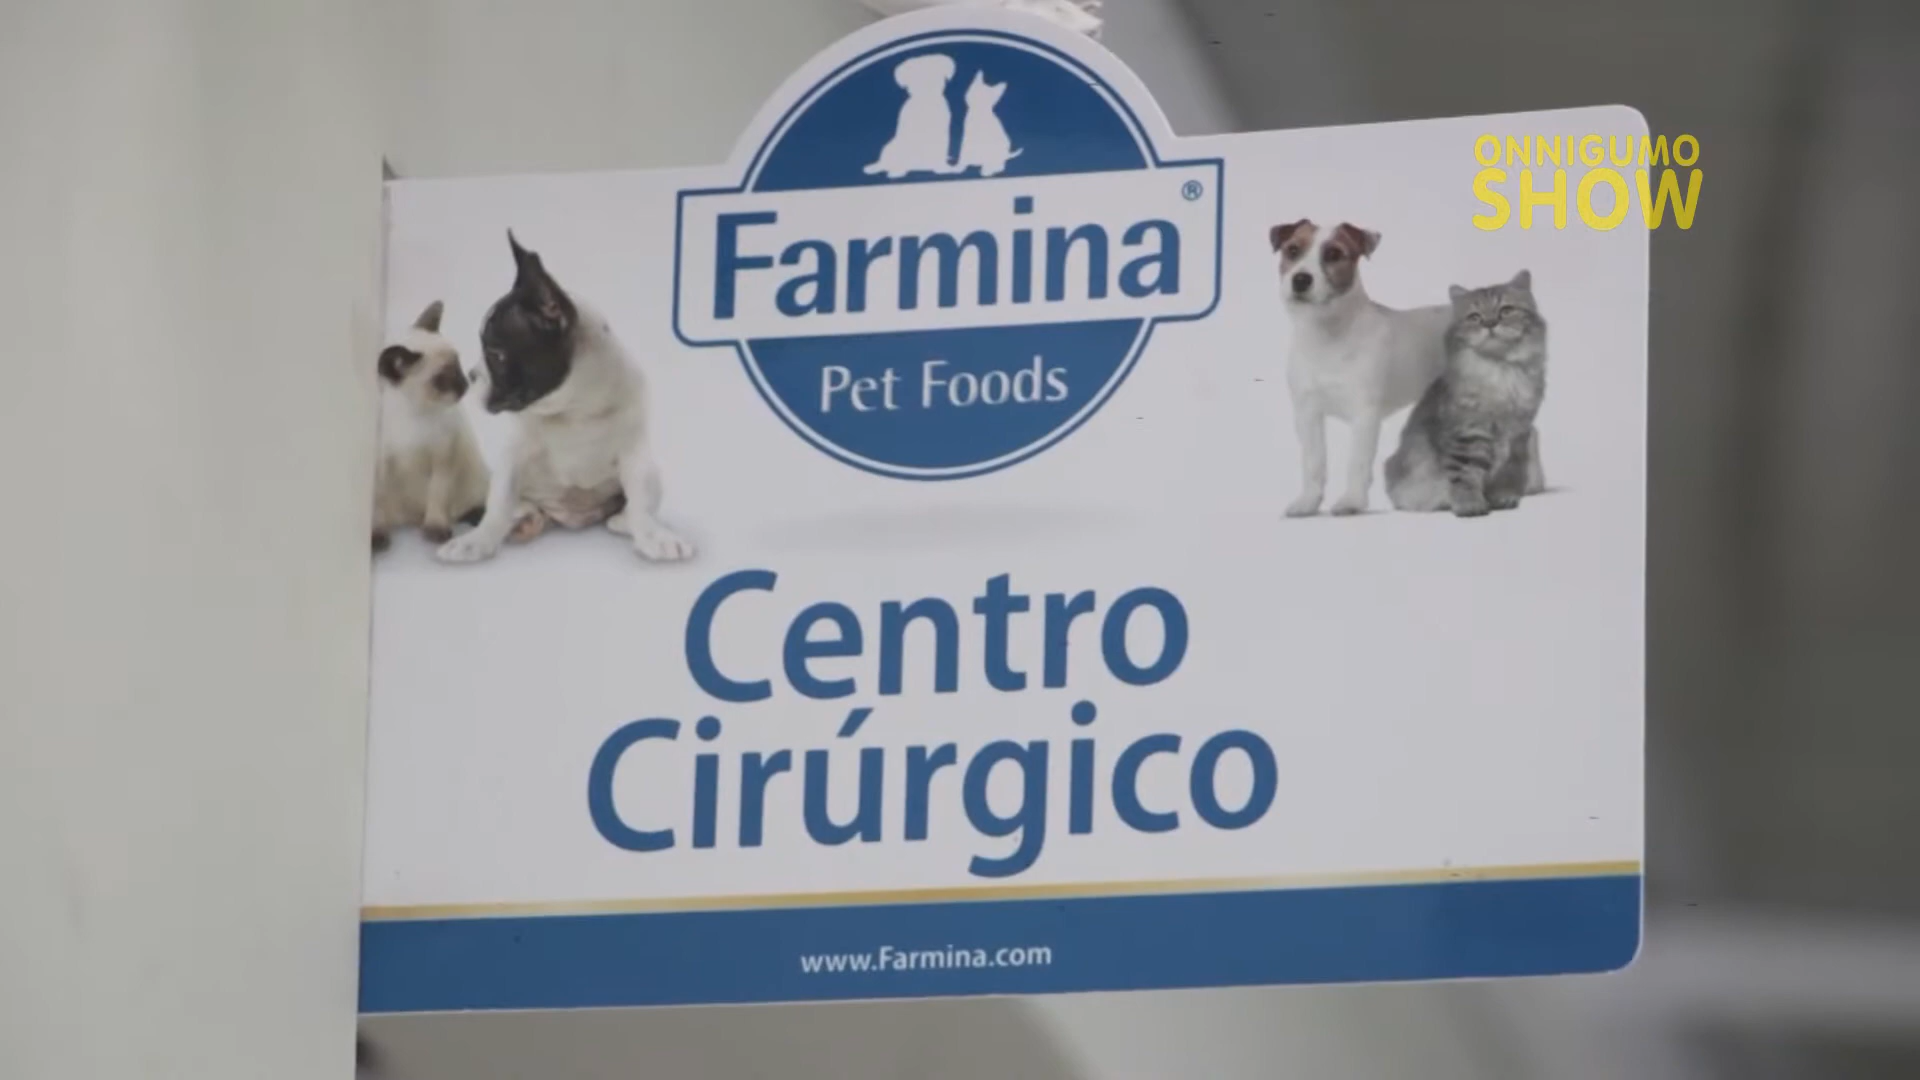 ONNIGUMO
SHOW
Farmina®
Pet Foods
Centro
Cirúrgico
www.Farmina.com